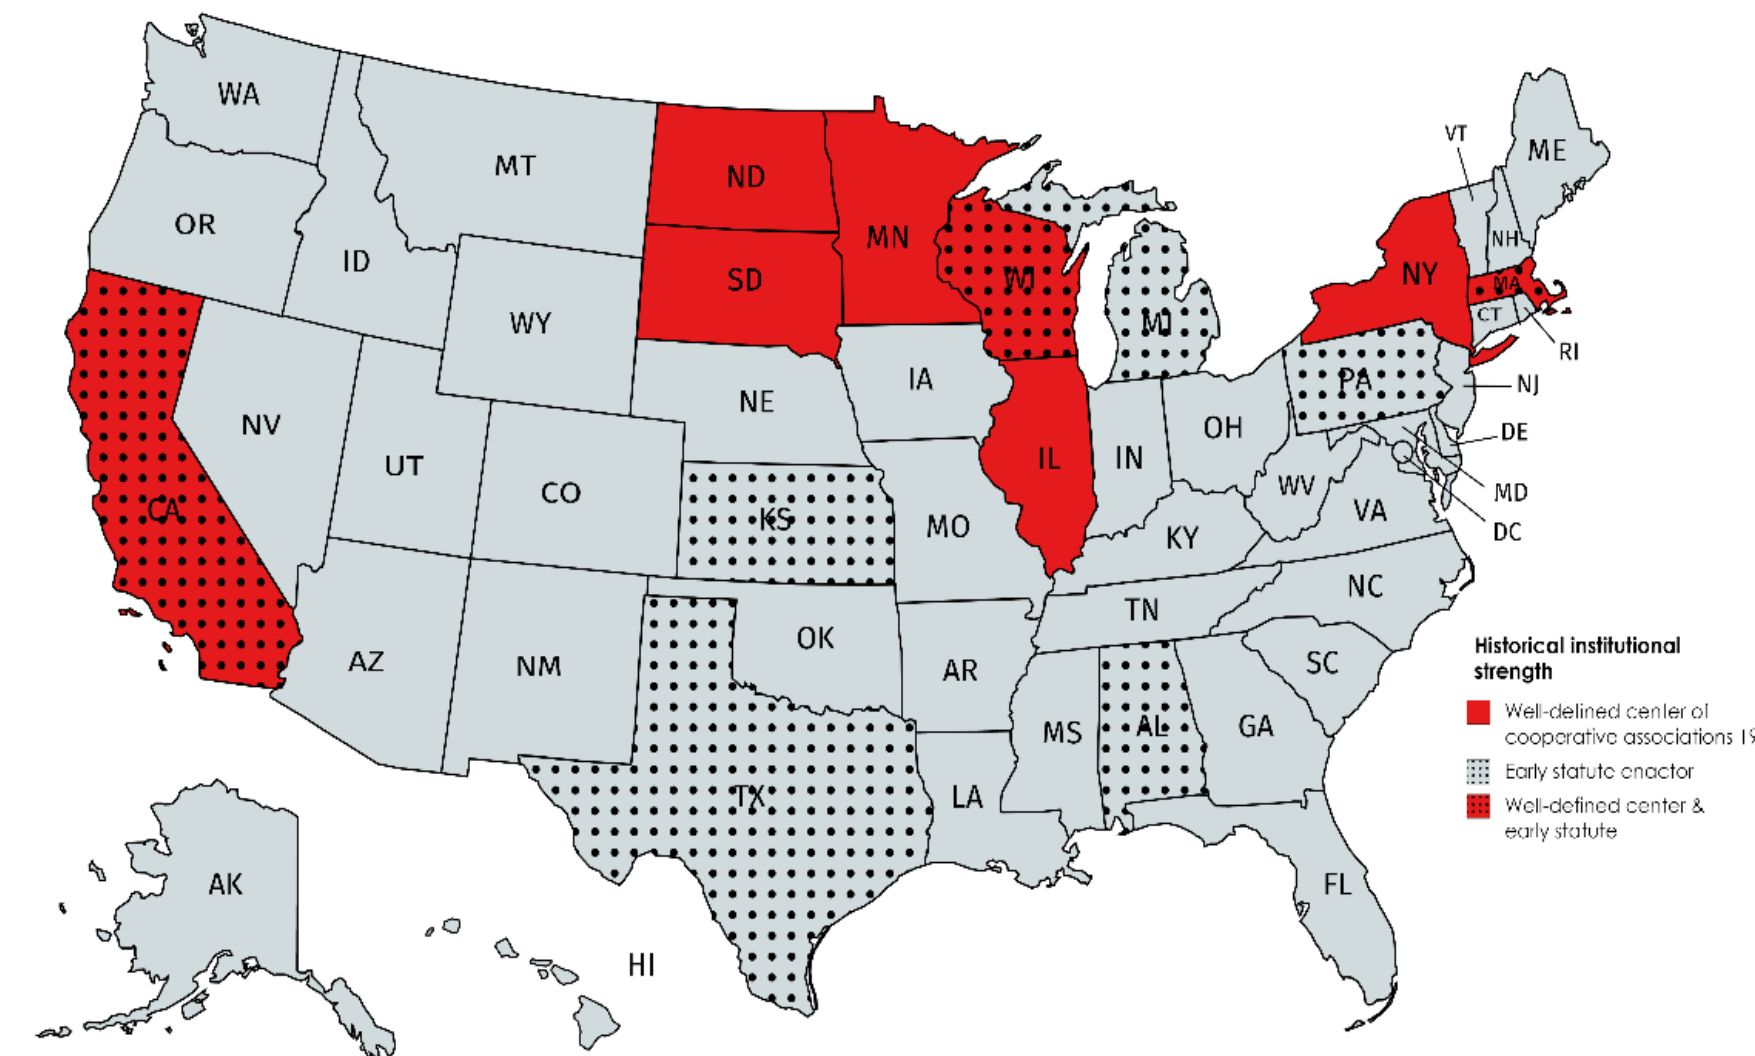 WA
MT
ND
MN
VT
ME
OR
ID
SD
WI
NH
NY
MA
WY
MI
CT
RI
IA
PA
NJ
NE
NV
OH
DE
UT
IL
IN
CO
WV
MD
CA
KS
MO
VA
DC
KY
NC
TN
OK
AZ
NM
AR
SC
MS
AL
GA
TX
LA
AK
FL
HI
Historical institutional
strength
Well-defined center of
cooperative associations
Early statute enactor
Well-defined center &
early statute